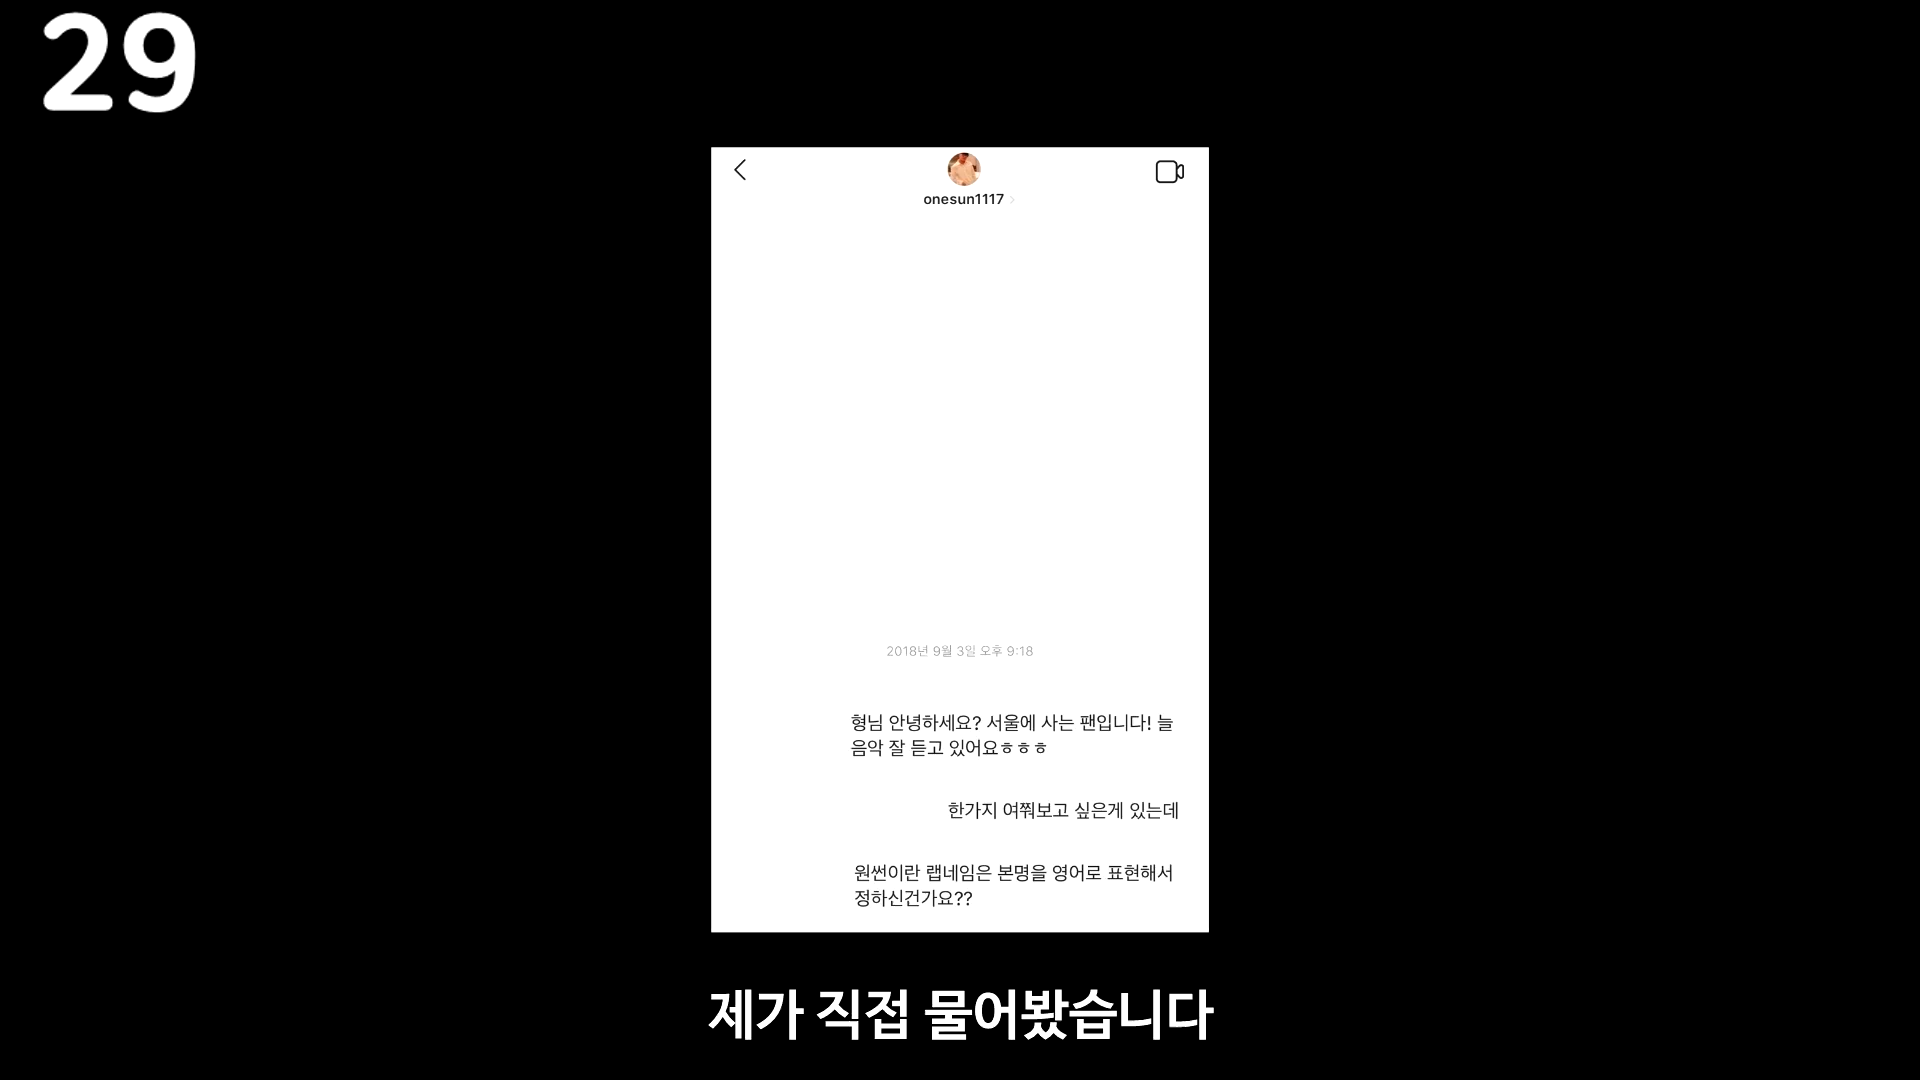 29
onesun1117
2018년 9월 3일 오후 9:18
형님 안녕하세요? 서울에 사는 팬입니다! 늘
음악 잘 듣고 있어요ㅎㅎㅎ
한가지 여쭤보고 싶은게 있는데
원썬이란 랩네임은 본명을 영어로 표현해서
정하신건가요??
제가 직접 물어봤습니다